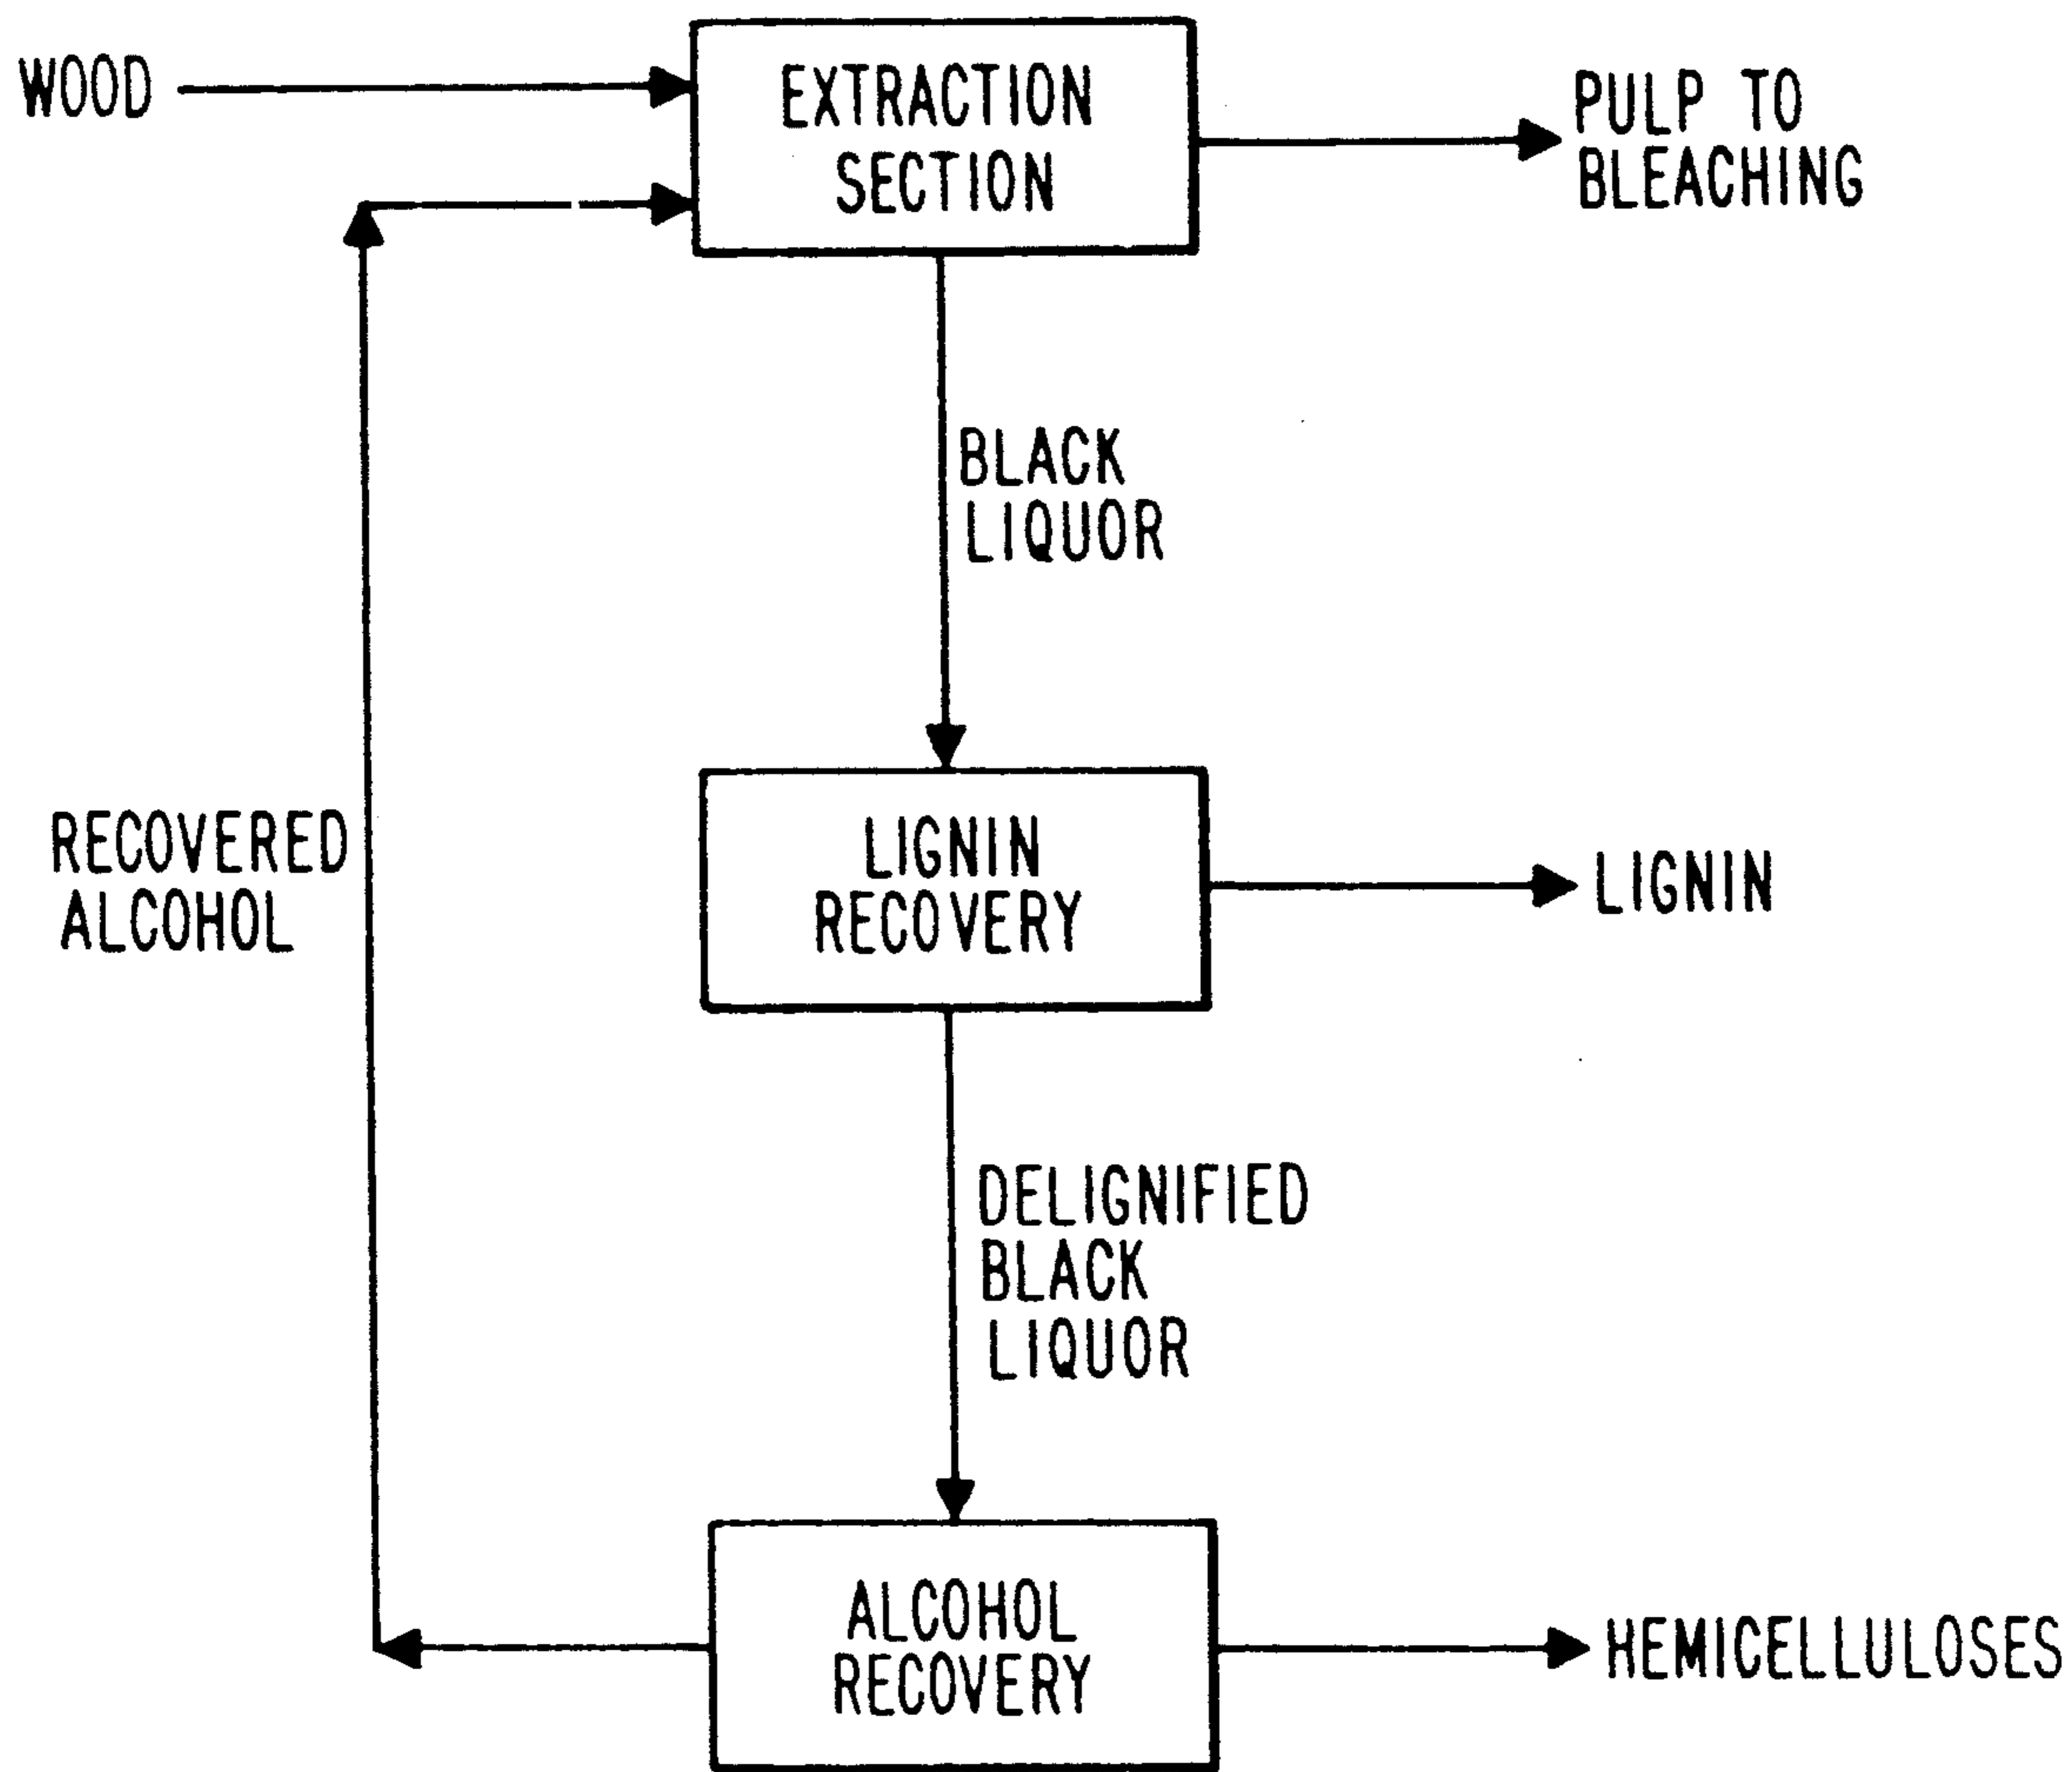 WOOD
EXTRACTION
SECTION
PULP TO
BLEACHING
BLACK
LIQUOR
RECOVERED
ALCOHOL
LIGNIN
RECOVERY
LIGNIN
DELIGNIFIED
BLACK
LIQUOR
ALCOHOL
RECOVERY
HEMICELLULOSES